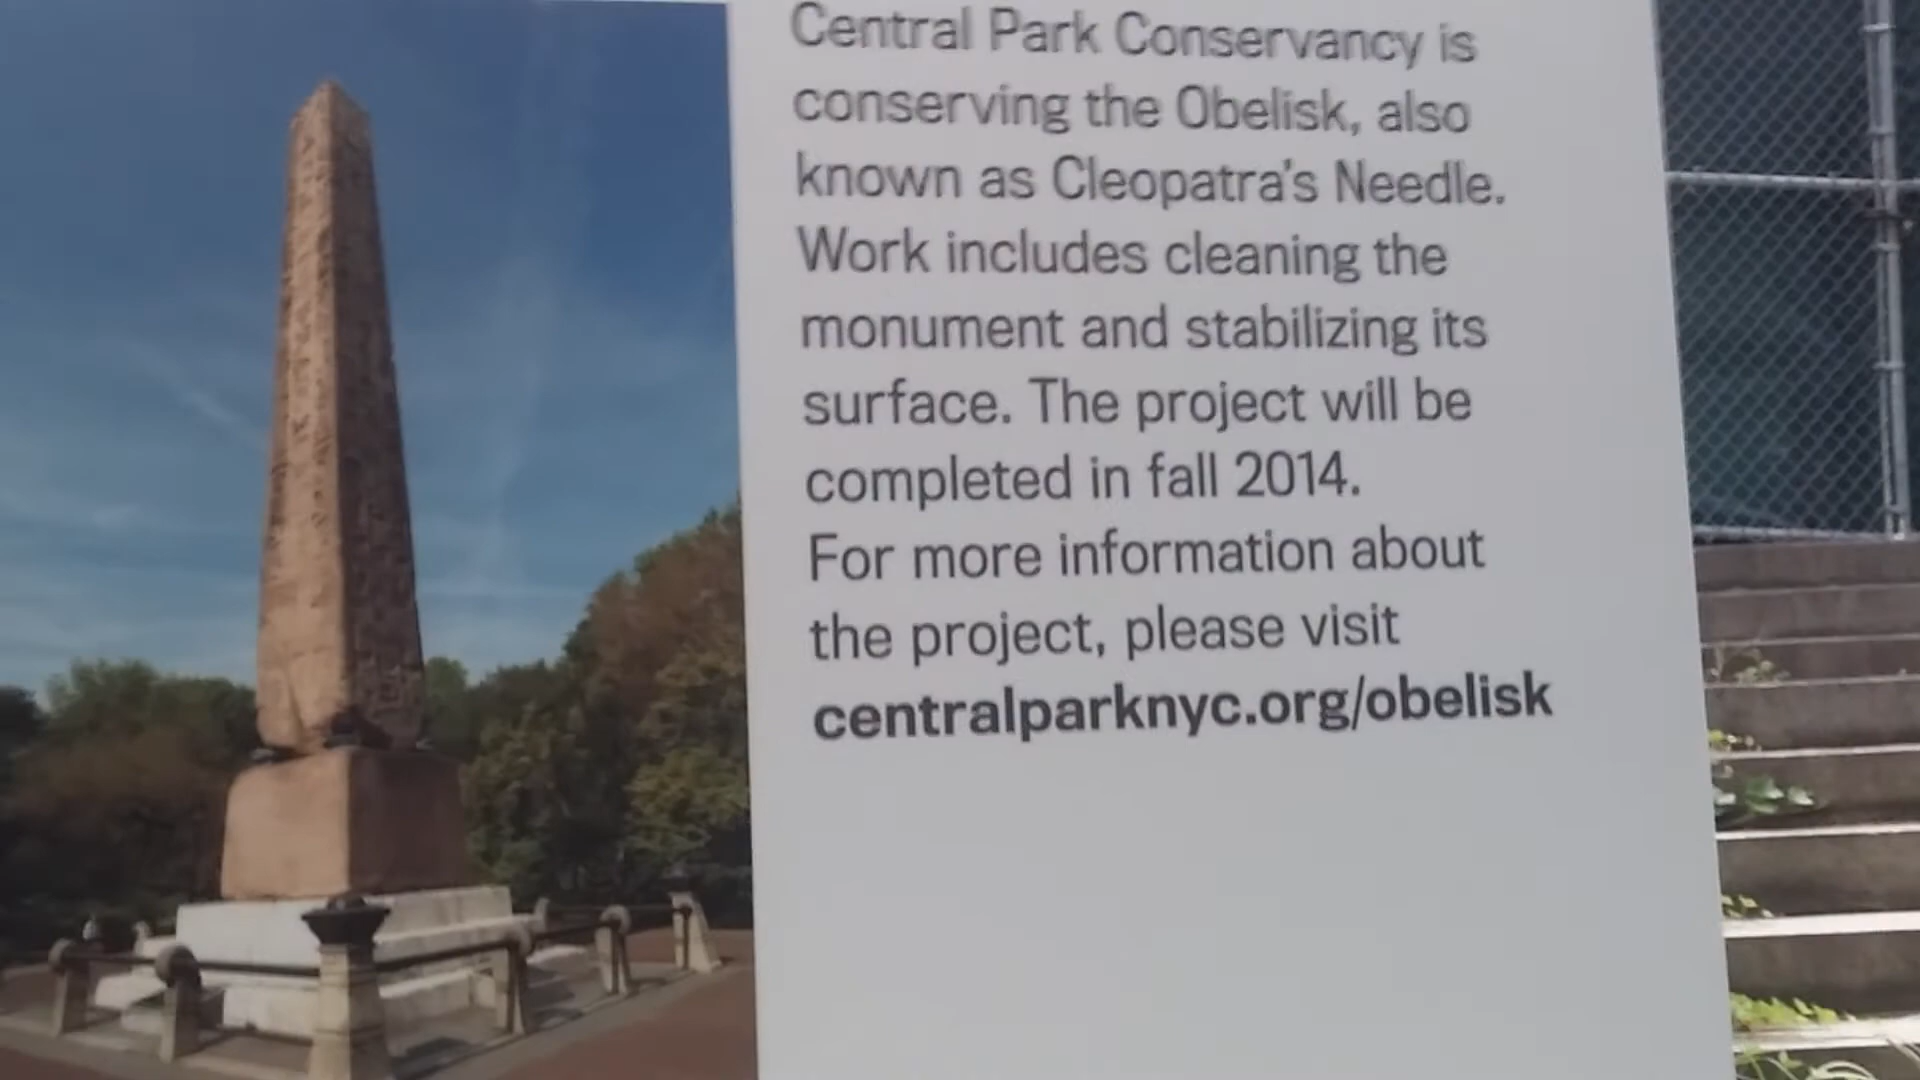 Central Park Conservancy is
conserving the Obelisk, also
known as Cleopatra's Needle.
Work includes cleaning the
monument and stabilizing its
surface. The project will be
completed in fall 2014.
For more information about
the project, please visit
centralparknyc.org/obelisk